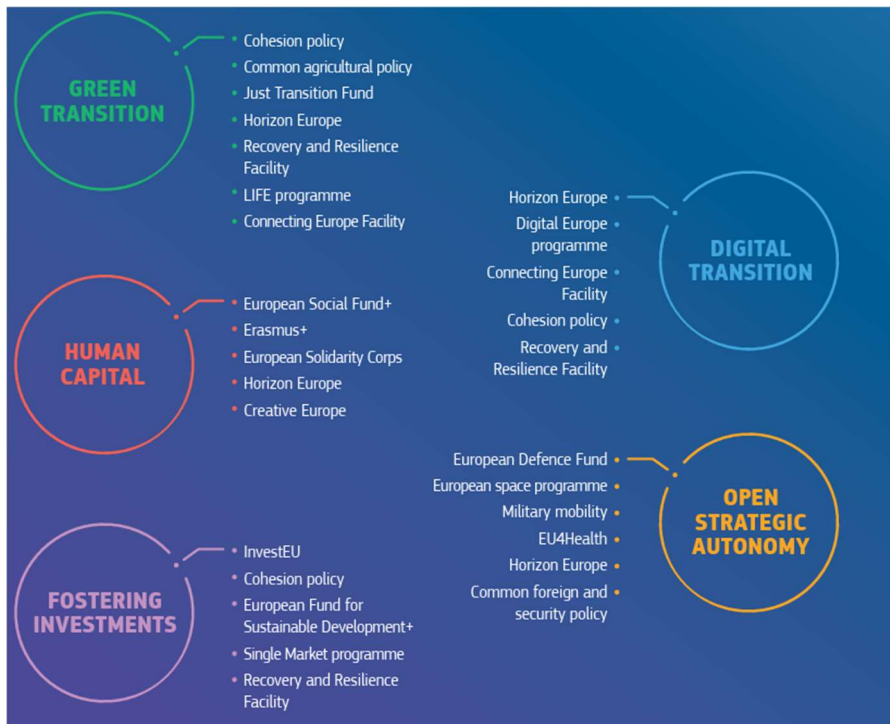 GREEN
TRANSITION
Cohesion policy
Common agricultural policy
Just Transition Fund
Horizon Europe
Recovery and Resilience
Facility
LIFE programme
Connecting Europe Facility
DIGITAL
TRANSITION
Horizon Europe
Digital Europe
programme
Connecting Europe
Facility
Cohesion policy
Recovery and
Resilience Facility
HUMAN
CAPITAL
European Social Fund+
Erasmus+
European Solidarity Corps
Horizon Europe
Creative Europe
OPEN
STRATEGIC
AUTONOMY
European Defence Fund
European space programme
Military mobility
EU4Health
Horizon Europe
Common foreign and
security policy
FOSTERING
INVESTMENTS
InvestEU
Cohesion policy
European Fund for
Sustainable Development+
Single Market programme
Recovery and Resilience
Facility